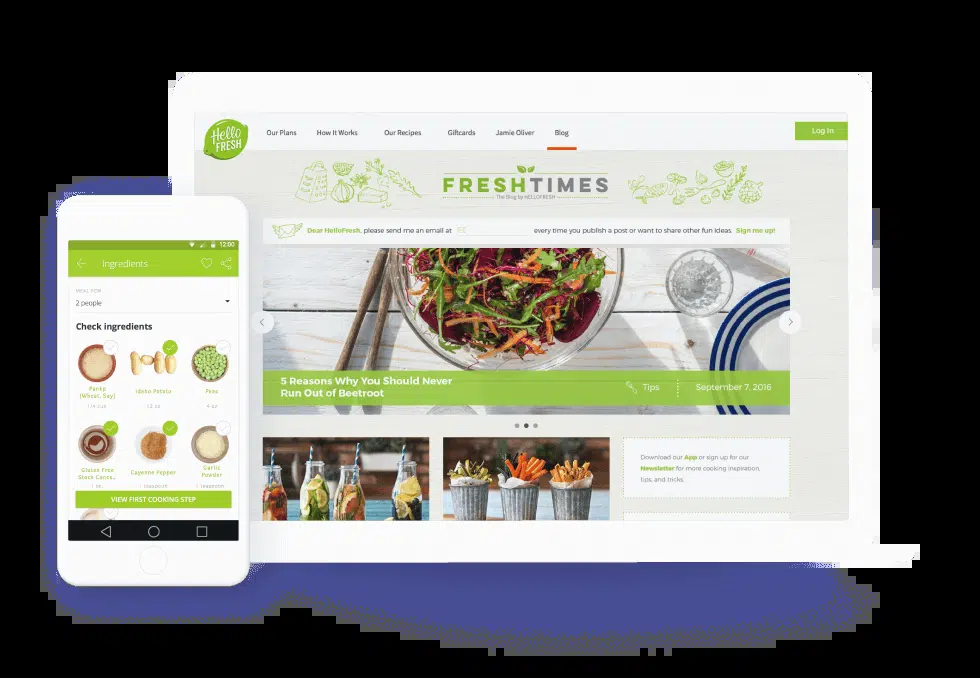 Hello
FRESH
Our Plans How It Works Our Recipes Giftcards Jamie Oliver Blog
Log In
FRESHTIMES
The Blog by HELLOFRESH
Dear HelloFresh, please send me an email at every time you publish a post or want to share other fun ideas. Sign me up!
5 Reasons Why You Should Never
Run Out of Beetroot
Tips September 7, 2016
Download our App or sign up for our
Newsletter for more cooking inspiration,
tips, and tricks.
12:00
Ingredients
MEAL FOR
2 people
Check ingredients
Panko
(Wheat, Soy)
Idaho Potato
Peas
1/4 cup
12 oz
4 oz
Gluten Free
Stock Conce..
Cayenne Pepper
Garlic
Powder
1 teaspoon
1 teaspoon
VIEW FIRST COOKING STEP